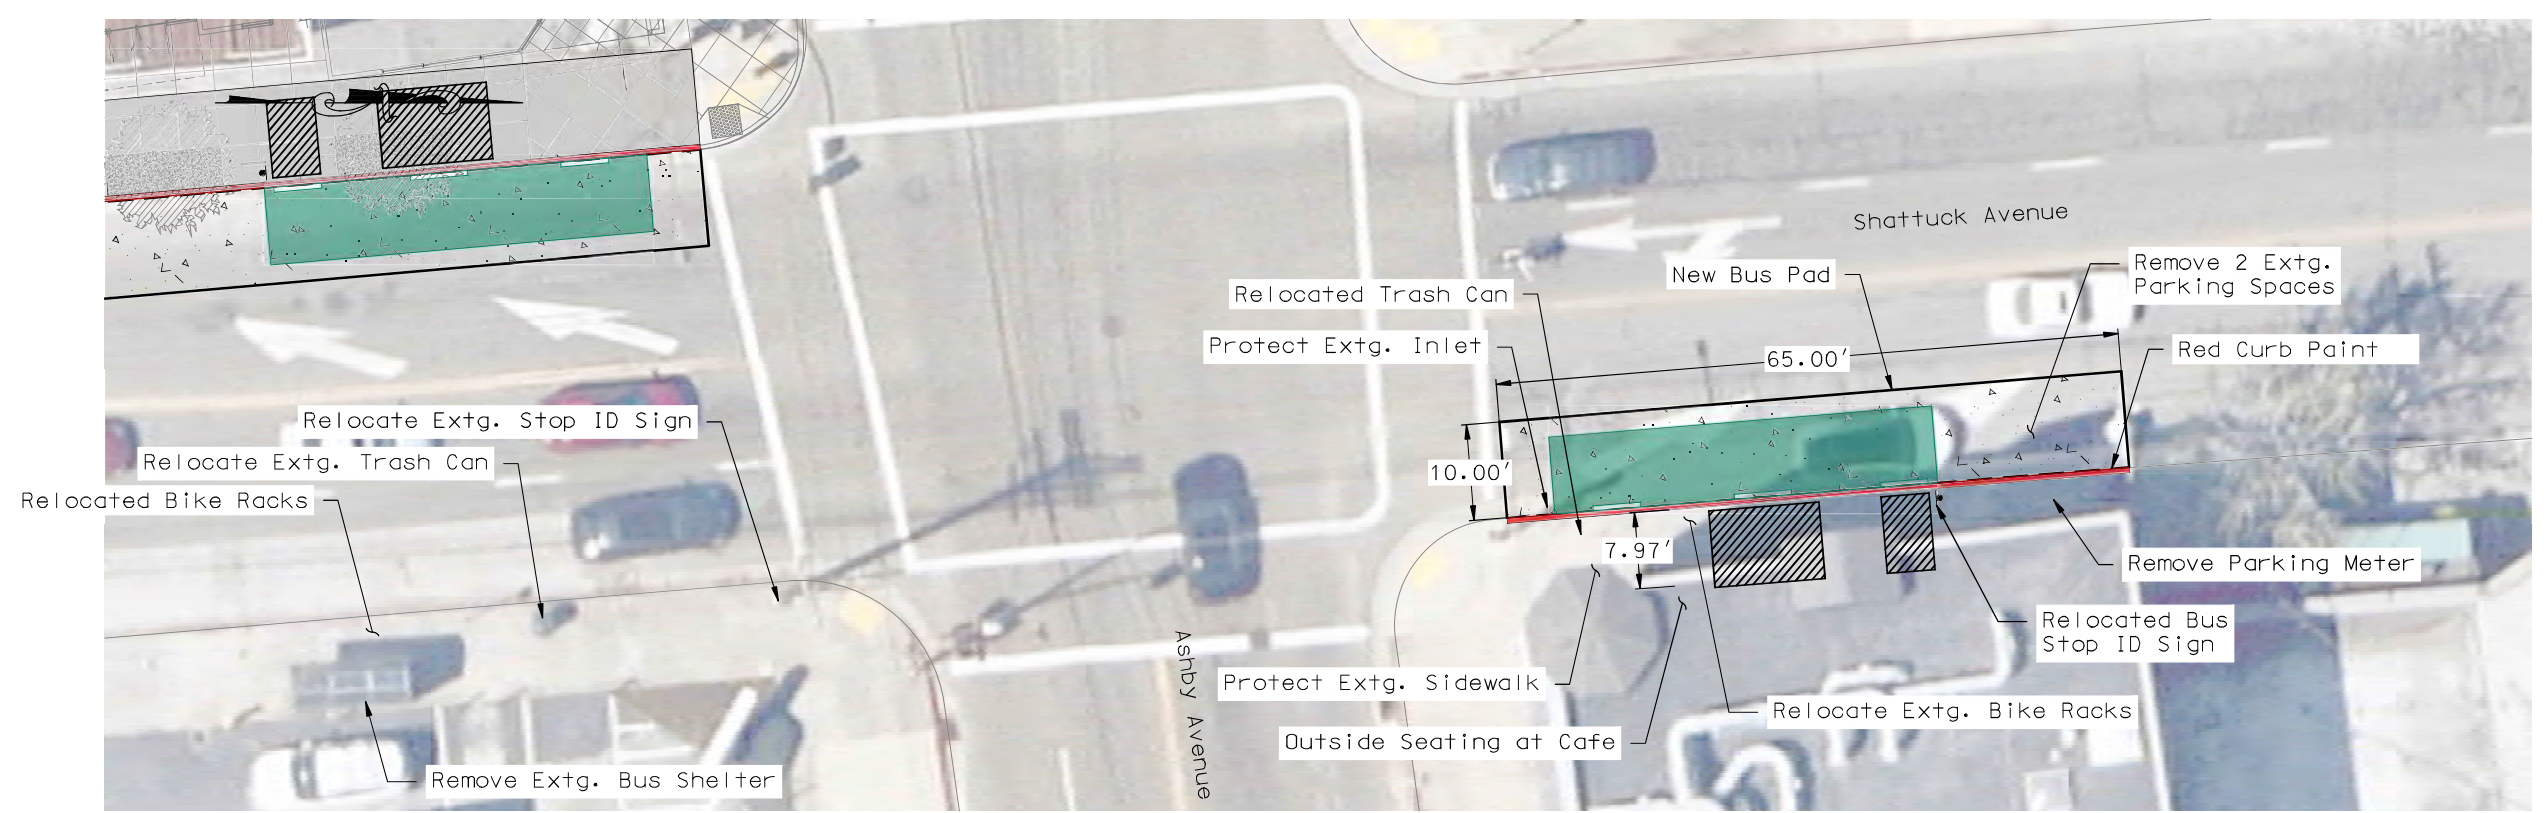 Shattuck Avenue
New Bus Pad
Remove 2 Extg.
Parking Spaces
Relocated Trash Can
Protect Extg. Inlet
65.00'
Red Curb Paint
10.00'
Relocate Extg. Stop ID Sign
Relocate Extg. Trash Can
Relocated Bike Racks
7.97'
Remove Parking Meter
Relocated Bus
Stop ID Sign
Protect Extg. Sidewalk
Relocate Extg. Bike Racks
Outside Seating at Cafe
Ashby Avenue
Remove Extg. Bus Shelter